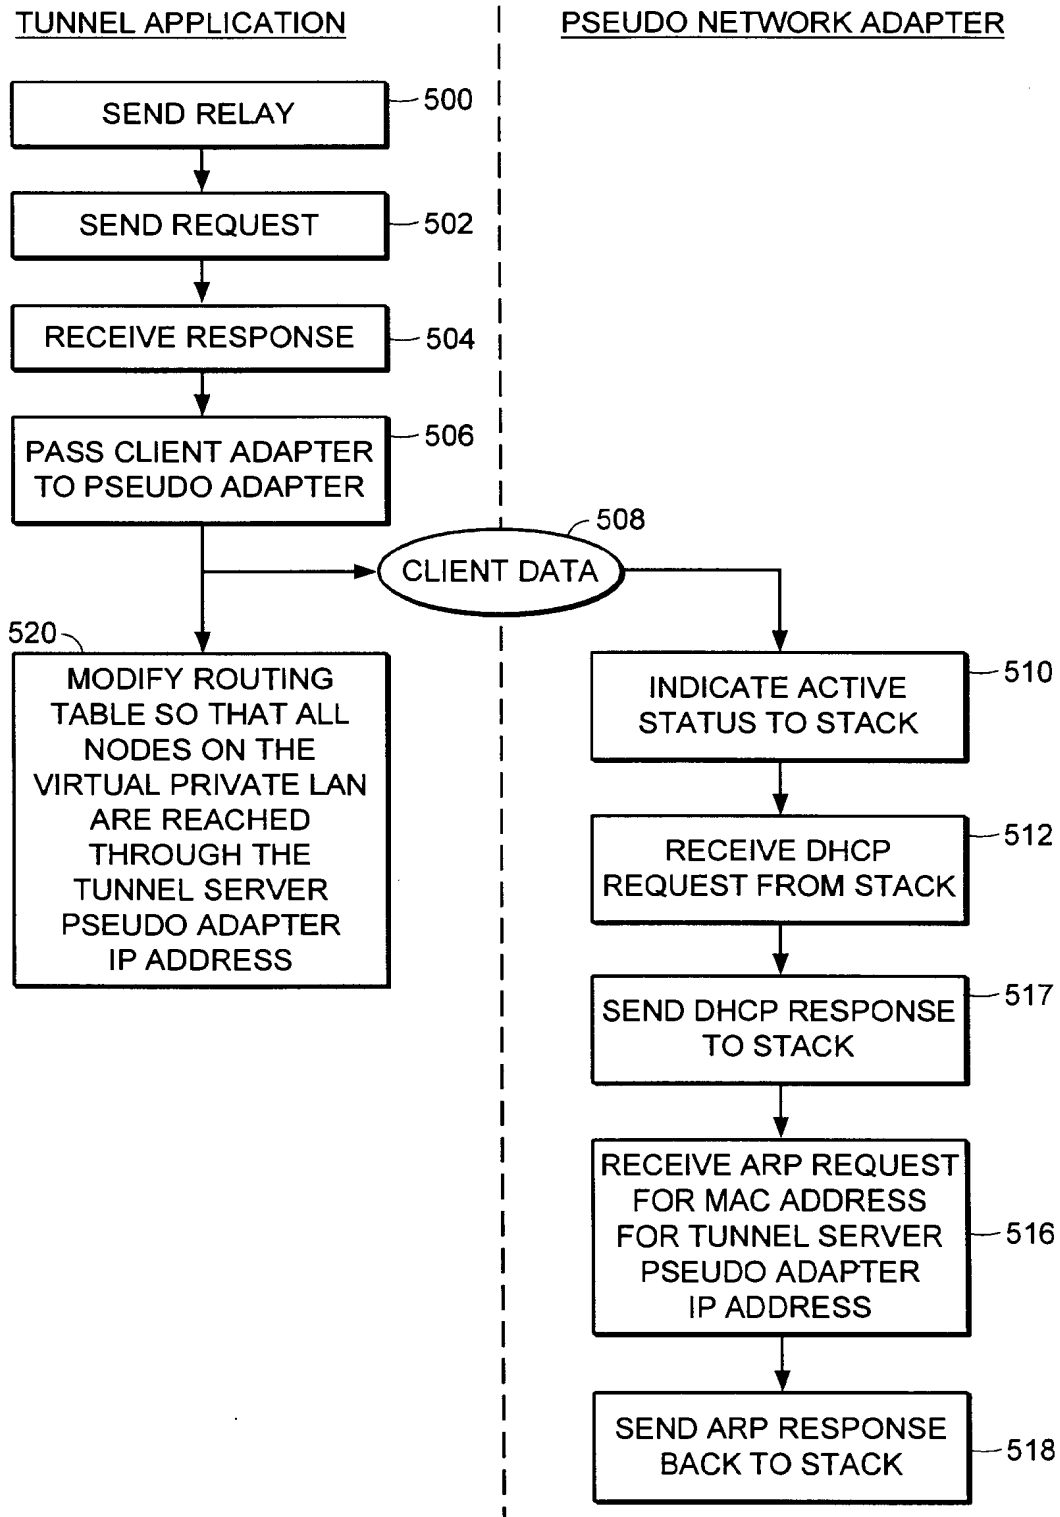 TUNNEL APPLICATION
PSEUDO NETWORK ADAPTER
SEND RELAY
500
SEND REQUEST
502
RECEIVE RESPONSE
504
PASS CLIENT ADAPTER
TO PSEUDO ADAPTER
506
CLIENT DATA
508
520
MODIFY ROUTING
TABLE SO THAT ALL
NODES ON THE
VIRTUAL PRIVATE LAN
ARE REACHED
THROUGH THE
TUNNEL SERVER
PSEUDO ADAPTER
IP ADDRESS
INDICATE ACTIVE
STATUS TO STACK
510
RECEIVE DHCP
REQUEST FROM STACK
512
SEND DHCP RESPONSE
TO STACK
517
RECEIVE ARP REQUEST
FOR MAC ADDRESS
FOR TUNNEL SERVER
PSEUDO ADAPTER
IP ADDRESS
516
SEND ARP RESPONSE
BACK TO STACK
518